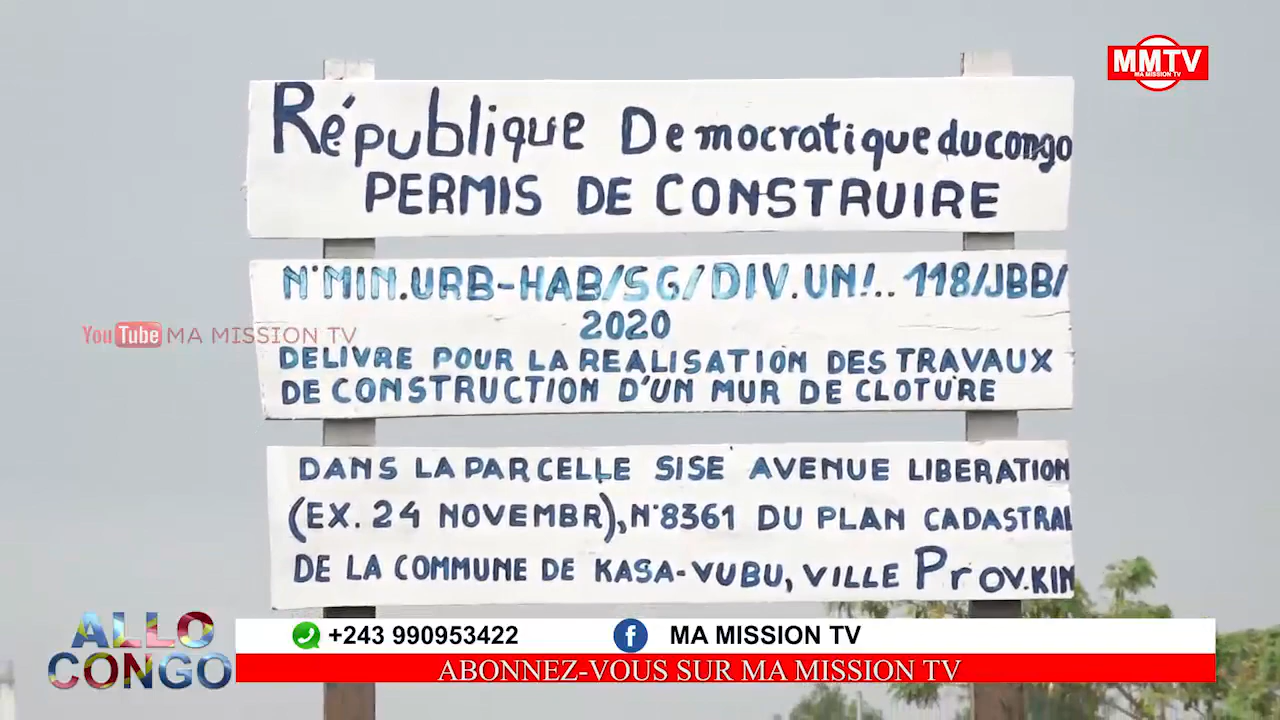 MMTV
MA MISSION TV
République Democratique du congo
PERMIS DE CONSTRUIRE
N°MIN.URB-HAB/SG/DIV.UN!.. 118/JBB/
2020
DELIVRE POUR LA REALISATION DES TRAVAUX
DE CONSTRUCTION D'UN MUR DE CLOTURE
YouTube MA MISSION TV
DANS LA PARCELLE SISE AVENUE LIBERATION
(EX. 24 NOVEMBR), N°8361 DU PLAN CADASTRAL
DE LA COMMUNE DE KASA-VUBU, VILLE Prov.KIN
ALLO
CONGO
+243 990953422 MA MISSION TV
ABONNEZ-VOUS SUR MA MISSION TV